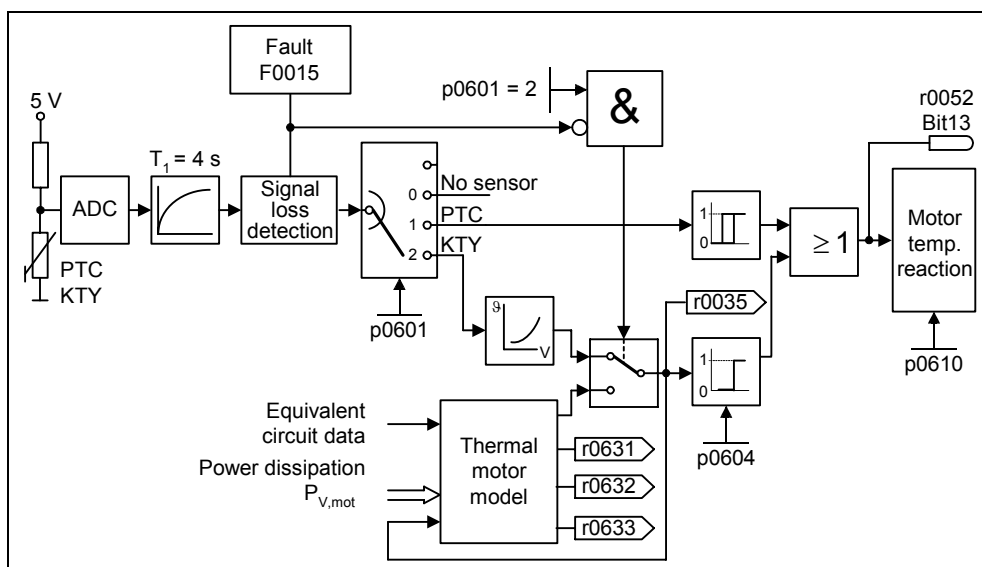 Fault
F0015
p0601 = 2
&
r0052
Bit13
5 V
T1 = 4 s
ADC
Signal
loss
detection
0
No sensor
1
PTC
2
KTY
PTC
KTY
p0601
1
0
≥ 1
Motor
temp.
reaction
p0610
r0035
ϑ
V
1
0
p0604
Equivalent
circuit data
Power dissipation
PV,mot
Thermal
motor
model
r0631
r0632
r0633